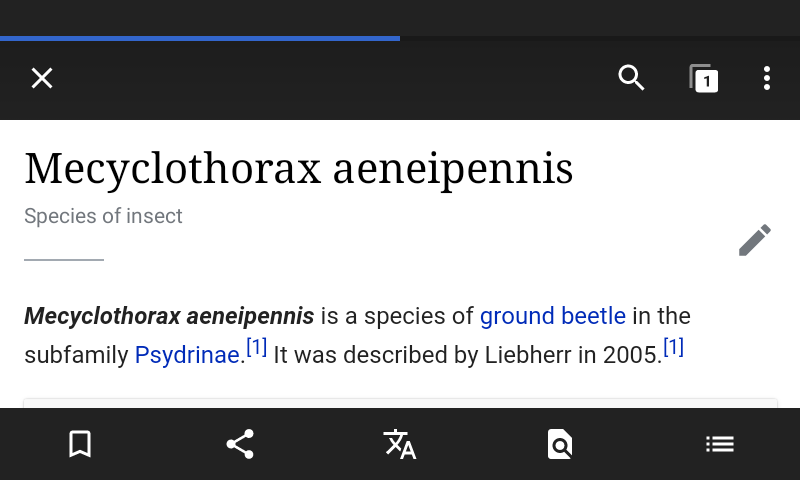 1
Mecyclothorax aeneipennis
Species of insect
Mecyclothorax aeneipennis is a species of ground beetle in the
subfamily Psydrinae.[1] It was described by Liebherr in 2005.[1]